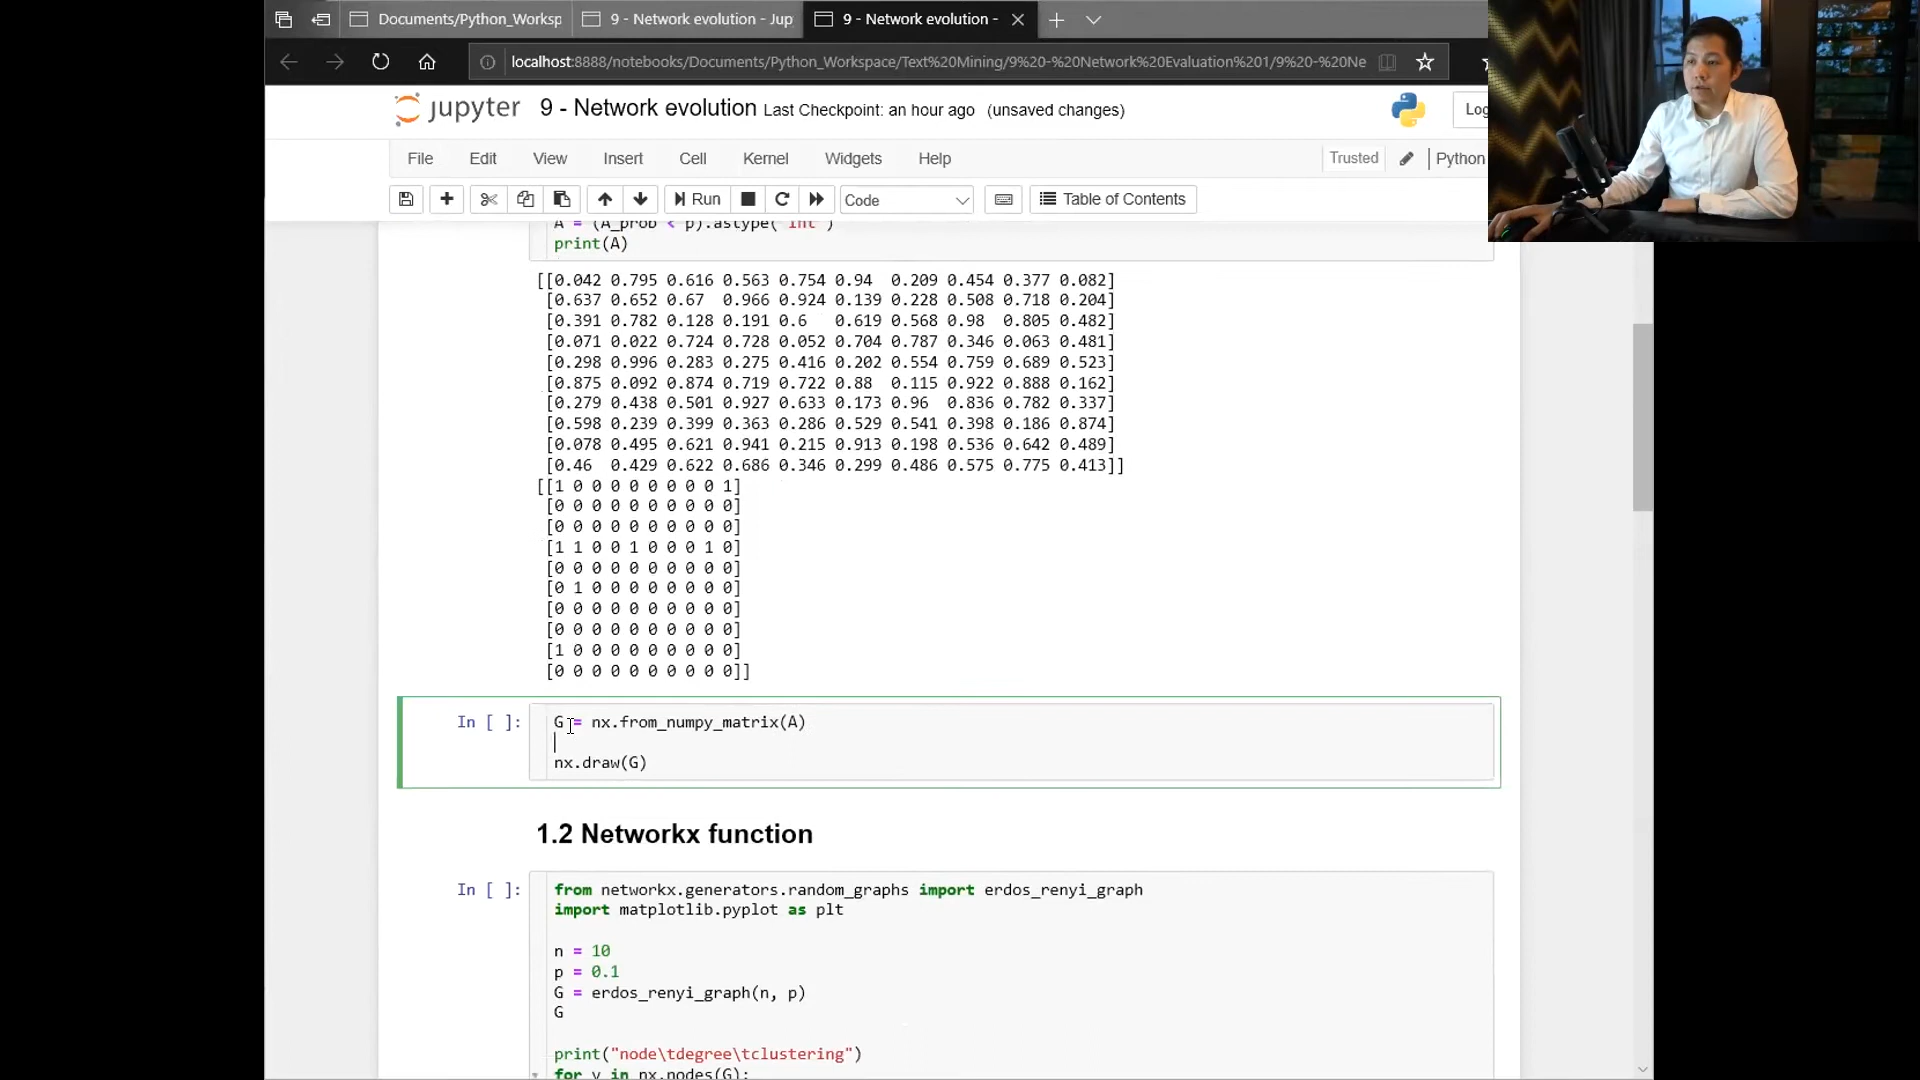 Documents/Python_Worksp
9 - Network evolution - Jup
9 - Network evolution -
localhost:8888/notebooks/Documents/Python_Workspace/Text%20Mining/9%20-%20Network%20Evaluation%201/9%20-%20Ne
jupyter 9 - Network evolution Last Checkpoint: an hour ago (unsaved changes)
Log
File Edit View Insert Cell Kernel Widgets Help
Trusted
Python
Run
Code
Table of Contents
A = (A_prob < p).astype('int')
print(A)
[[0.042 0.795 0.616 0.563 0.754 0.94  0.209 0.454 0.377 0.082]
[0.637 0.652 0.67  0.966 0.924 0.139 0.228 0.508 0.718 0.204]
[0.391 0.782 0.128 0.191 0.6   0.619 0.568 0.98  0.805 0.482]
[0.071 0.022 0.724 0.728 0.052 0.704 0.787 0.346 0.063 0.481]
[0.298 0.996 0.283 0.275 0.416 0.202 0.554 0.759 0.689 0.523]
[0.875 0.092 0.874 0.719 0.722 0.88  0.115 0.922 0.888 0.162]
[0.279 0.438 0.501 0.927 0.633 0.173 0.96  0.836 0.782 0.337]
[0.598 0.239 0.399 0.363 0.286 0.529 0.541 0.398 0.186 0.874]
[0.078 0.495 0.621 0.941 0.215 0.913 0.198 0.536 0.642 0.489]
[0.46  0.429 0.622 0.686 0.346 0.299 0.486 0.575 0.775 0.413]]
[[1 0 0 0 0 0 0 0 0 1]
[0 0 0 0 0 0 0 0 0 0]
[0 0 0 0 0 0 0 0 0 0]
[1 1 0 0 1 0 0 0 1 0]
[0 0 0 0 0 0 0 0 0 0]
[0 1 0 0 0 0 0 0 0 0]
[0 0 0 0 0 0 0 0 0 0]
[0 0 0 0 0 0 0 0 0 0]
[1 0 0 0 0 0 0 0 0 0]
[0 0 0 0 0 0 0 0 0 0]]
In [ ]:
G = nx.from_numpy_matrix(A)
nx.draw(G)
1.2 Networkx function
In [ ]:
from networkx.generators.random_graphs import erdos_renyi_graph
import matplotlib.pyplot as plt
n = 10
p = 0.1
G = erdos_renyi_graph(n, p)
G
print("node\tdegree\tclustering")
for v in nx.nodes(G):